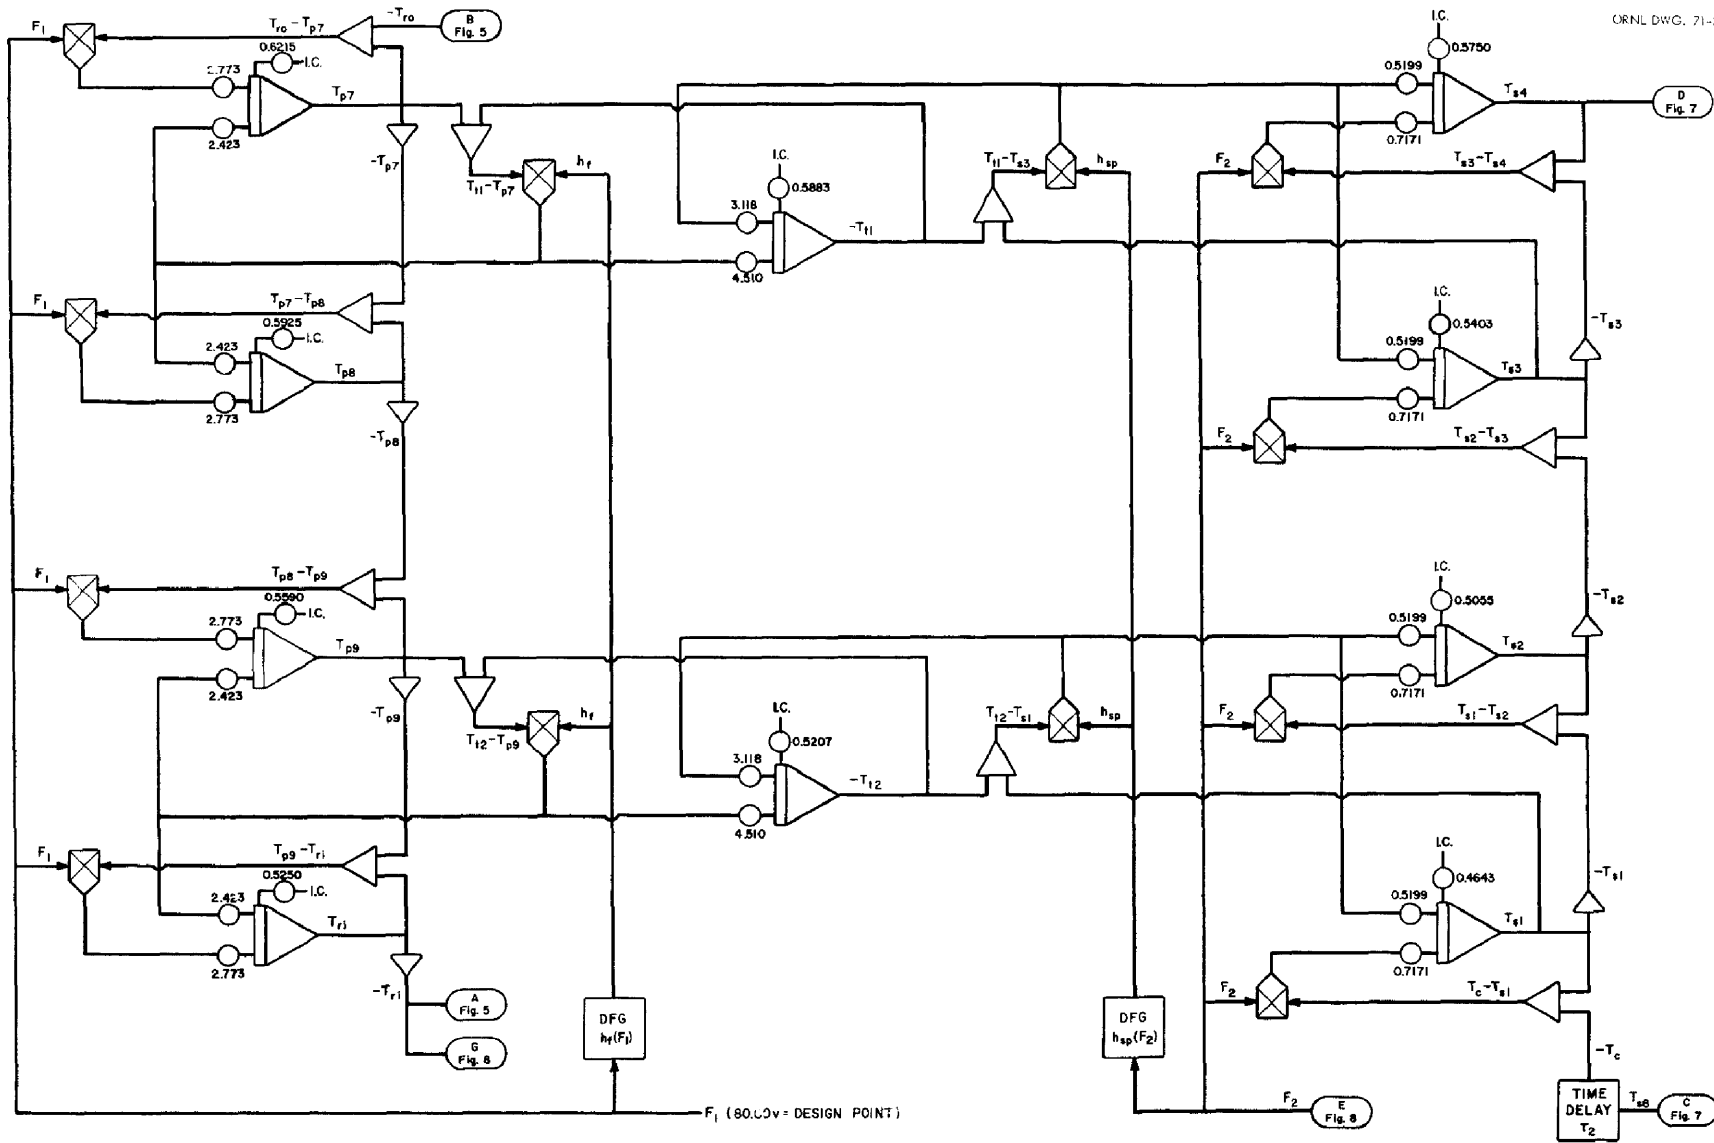 ORNL DWG. 71-
F1
Tro – Tp7
–Tro
B
Fig. 5
0.6215
I.C.
2.773
2.423
Tp7
–Tp7
Tt1 – Tp7
hf
I.C.
0.5883
3.118
4.510
–Tt1
Tt1 – Ts3
hsp
I.C.
0.5750
0.5199
0.7171
Ts4
D
Fig. 7
F2
Ts3 – Ts4
F1
Tp7 – Tp8
0.5925
I.C.
2.423
2.773
Tp8
–Tp8
I.C.
0.5403
0.5199
0.7171
Ts3
–Ts3
F2
Ts2 – Ts3
F1
Tp8 – Tp9
0.5590
I.C.
2.773
2.423
Tp9
–Tp9
Tt2 – Tp9
hf
I.C.
0.5207
3.118
4.510
–Tt2
Tt2 – Ts1
hsp
I.C.
0.5055
0.5199
0.7171
Ts2
–Ts2
F2
Ts1 – Ts2
F1
Tp9 – Tri
0.5250
I.C.
2.423
2.773
Tri
–Tri
A
Fig. 5
G
Fig. 8
DFG
hf(F1)
DFG
hsp(F2)
I.C.
0.4643
0.5199
0.7171
Ts1
–Ts1
F2
Tc – Ts1
–Tc
TIME
DELAY
T2
Ts6
C
Fig. 7
F2
E
Fig. 8
F1 (80.00v = DESIGN POINT)